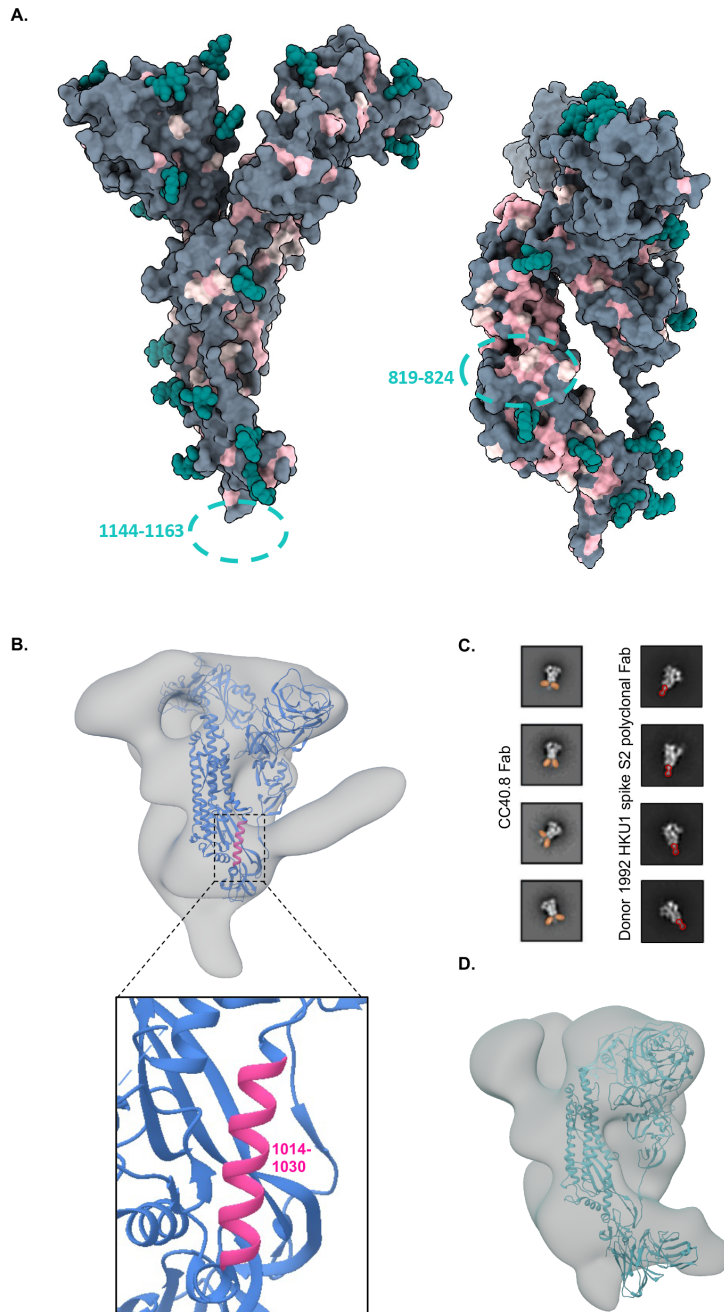 A.
819-824
1144-1163
B.
C.
CC40.8 Fab
Donor 1992 HKU1 spike S2 polyclonal Fab
1014-
1030
D.